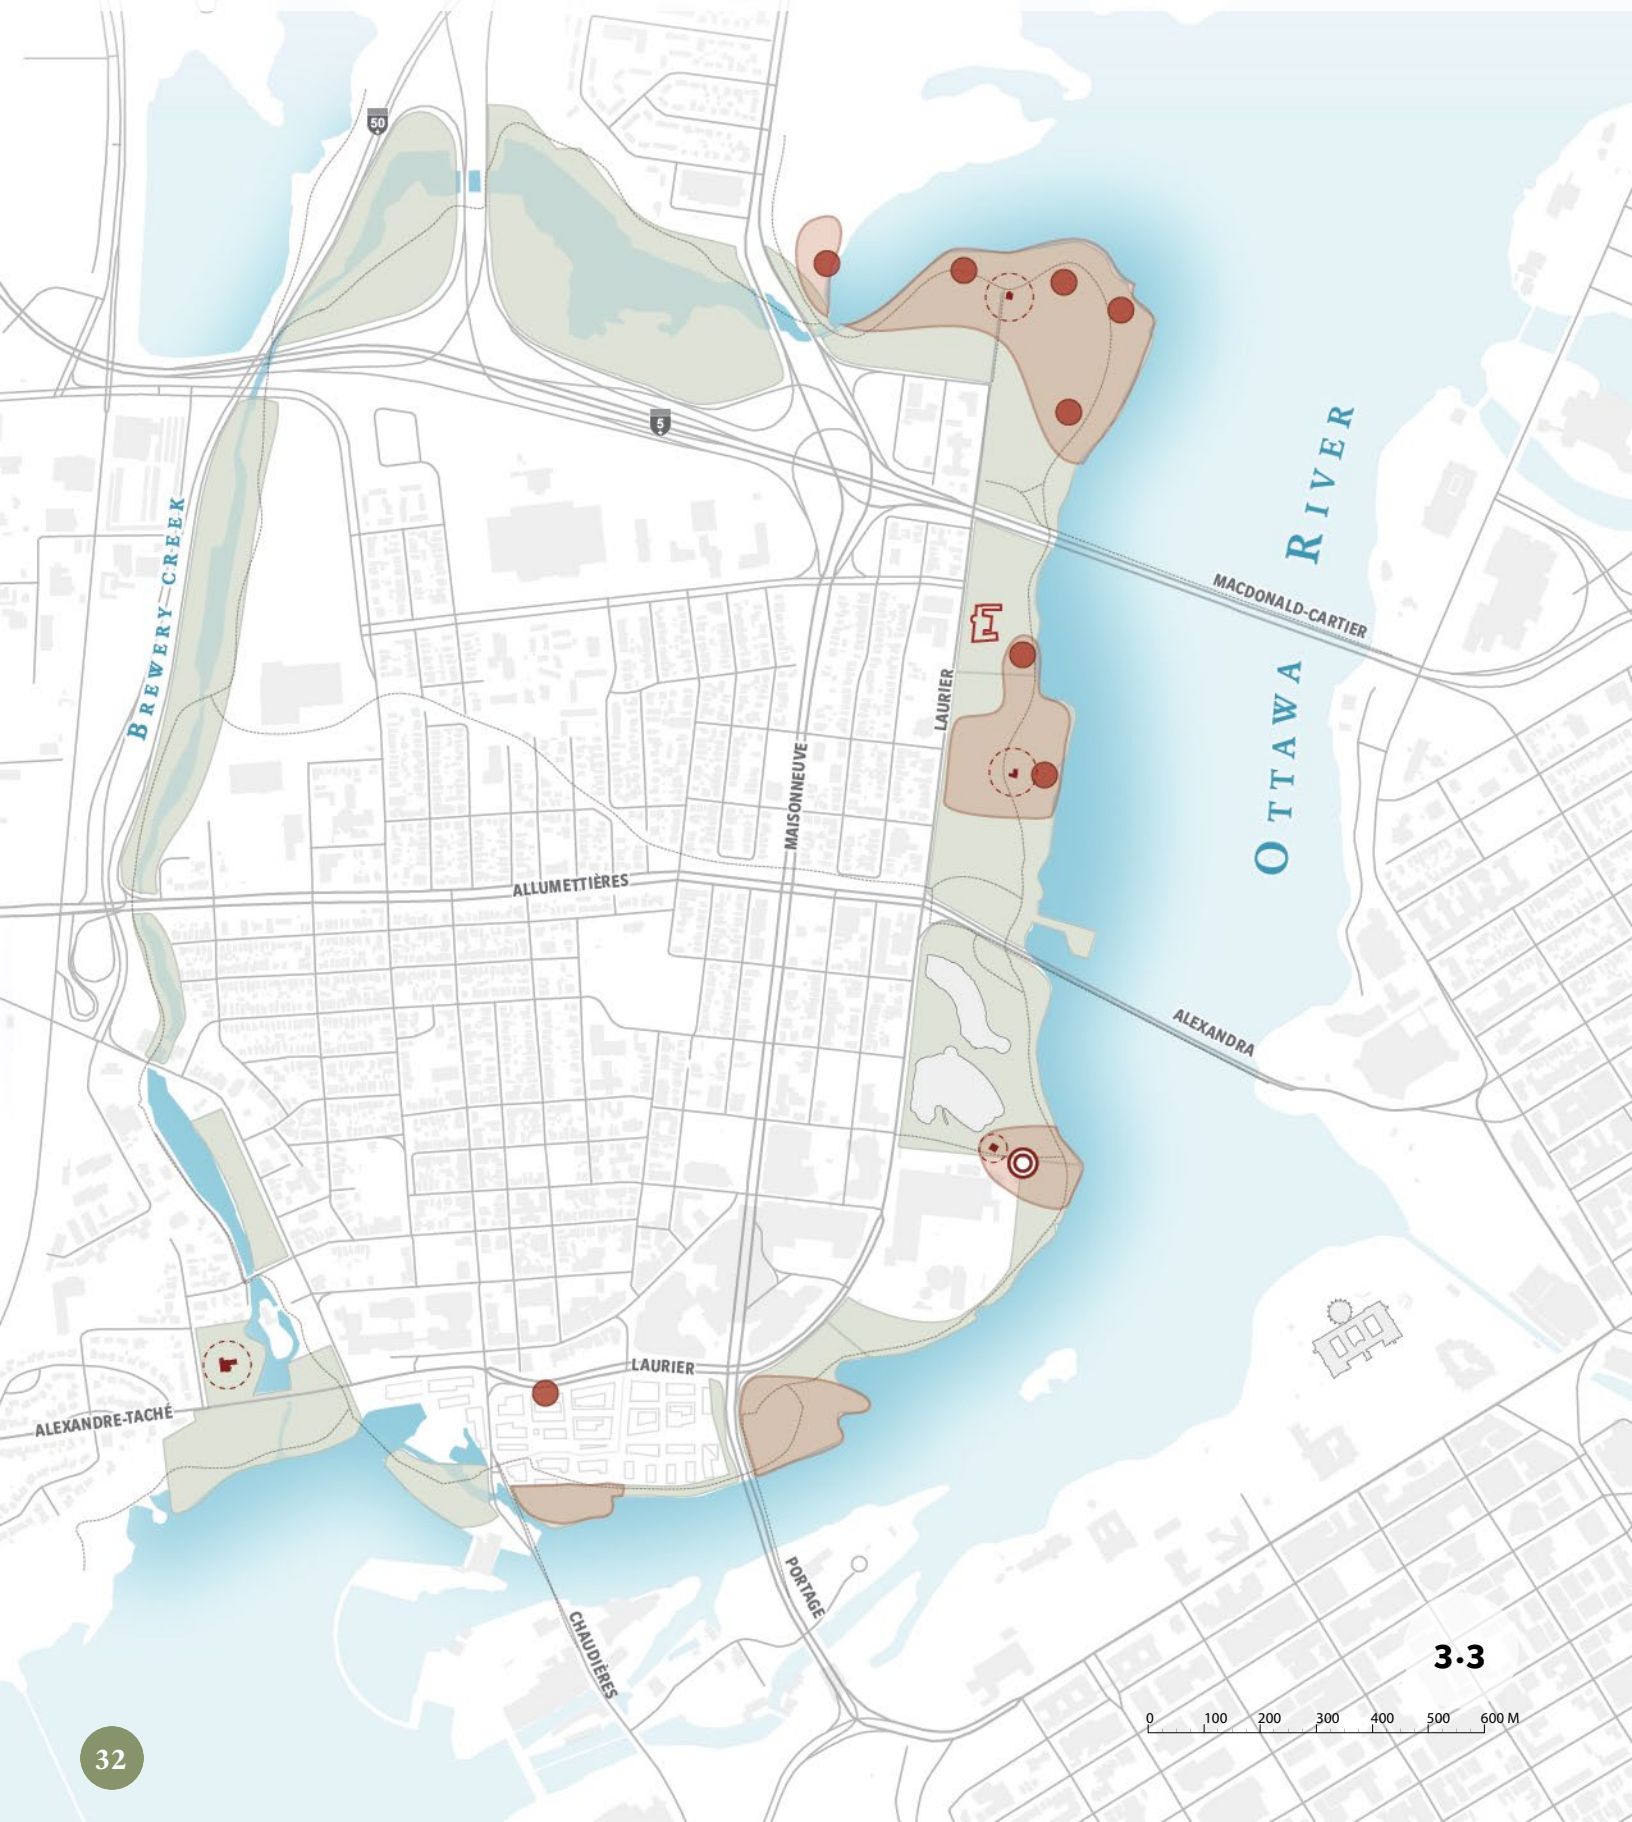 50
5
BREWERY CREEK
OTTAWA RIVER
MACDONALD-CARTIER
LAURIER
MAISONNEUVE
ALLUMETTIÈRES
ALEXANDRA
LAURIER
ALEXANDRE-TACHÉ
PORTAGE
CHAUDIÈRES
3.3
0 100 200 300 400 500 600 M
32